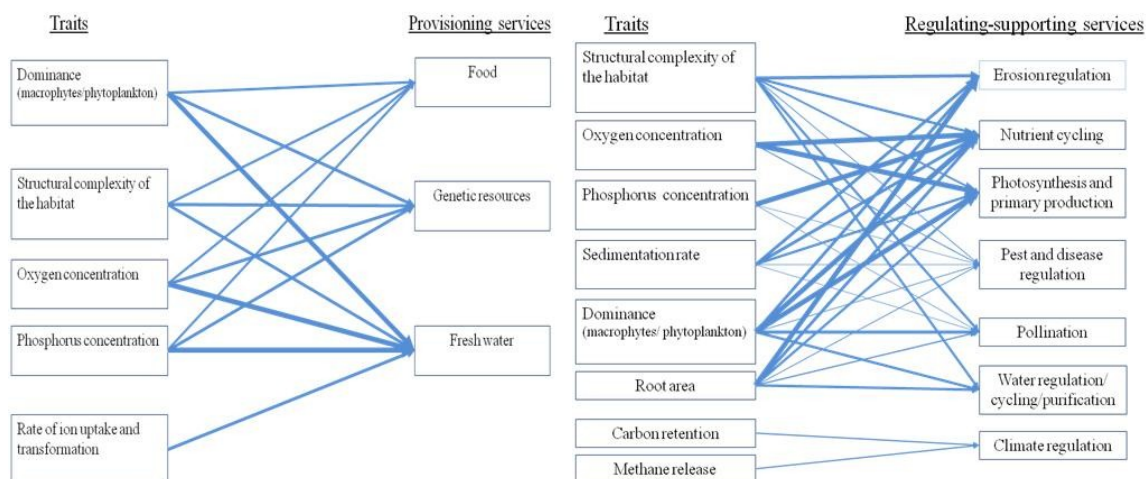 Traits
Provisioning services
Dominance
(macrophytes/phytoplankton)
Food
Structural complexity of
the habitat
Genetic resources
Oxygen concentration
Phosphorus concentration
Fresh water
Rate of ion uptake and
transformation
Traits
Regulating-supporting services
Structural complexity of
the habitat
Erosion regulation
Oxygen concentration
Nutrient cycling
Phosphorus concentration
Photosynthesis and
primary production
Sedimentation rate
Pest and disease
regulation
Dominance
(macrophytes/ phytoplankton)
Pollination
Root area
Water regulation/
cycling/purification
Carbon retention
Climate regulation
Methane release